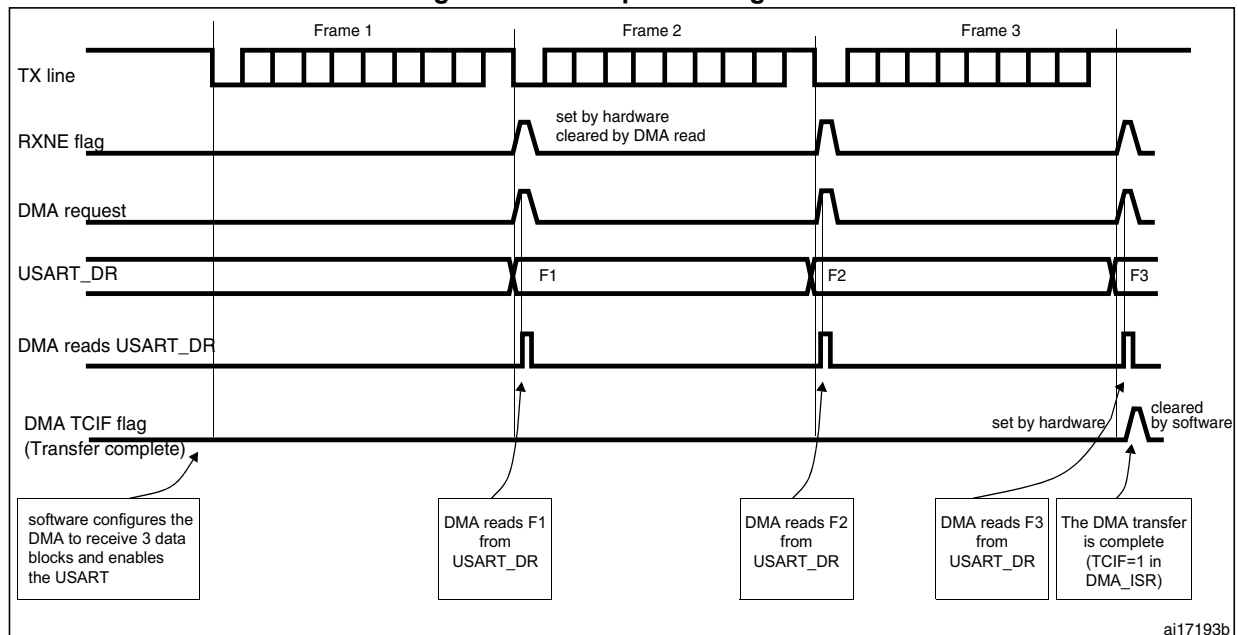 Frame 1
Frame 2
Frame 3
TX line
set by hardware
cleared by DMA read
RXNE flag
DMA request
USART_DR
F1
F2
F3
DMA reads USART_DR
DMA TCIF flag
(Transfer complete)
set by hardware
cleared
by software
software configures the
DMA to receive 3 data
blocks and enables
the USART
DMA reads F1
from
USART_DR
DMA reads F2
from
USART_DR
DMA reads F3
from
USART_DR
The DMA transfer
is complete
(TCIF=1 in
DMA_ISR)
ai17193b